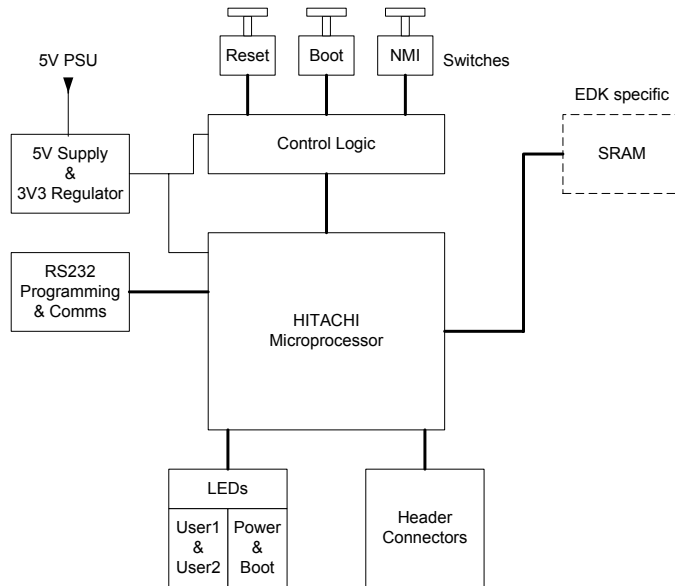 Reset
Boot
NMI
Switches
5V PSU
EDK specific
5V Supply
&
3V3 Regulator
Control Logic
SRAM
RS232
Programming
& Comms
HITACHI
Microprocessor
LEDs
User1
&
User2
Power
&
Boot
Header
Connectors